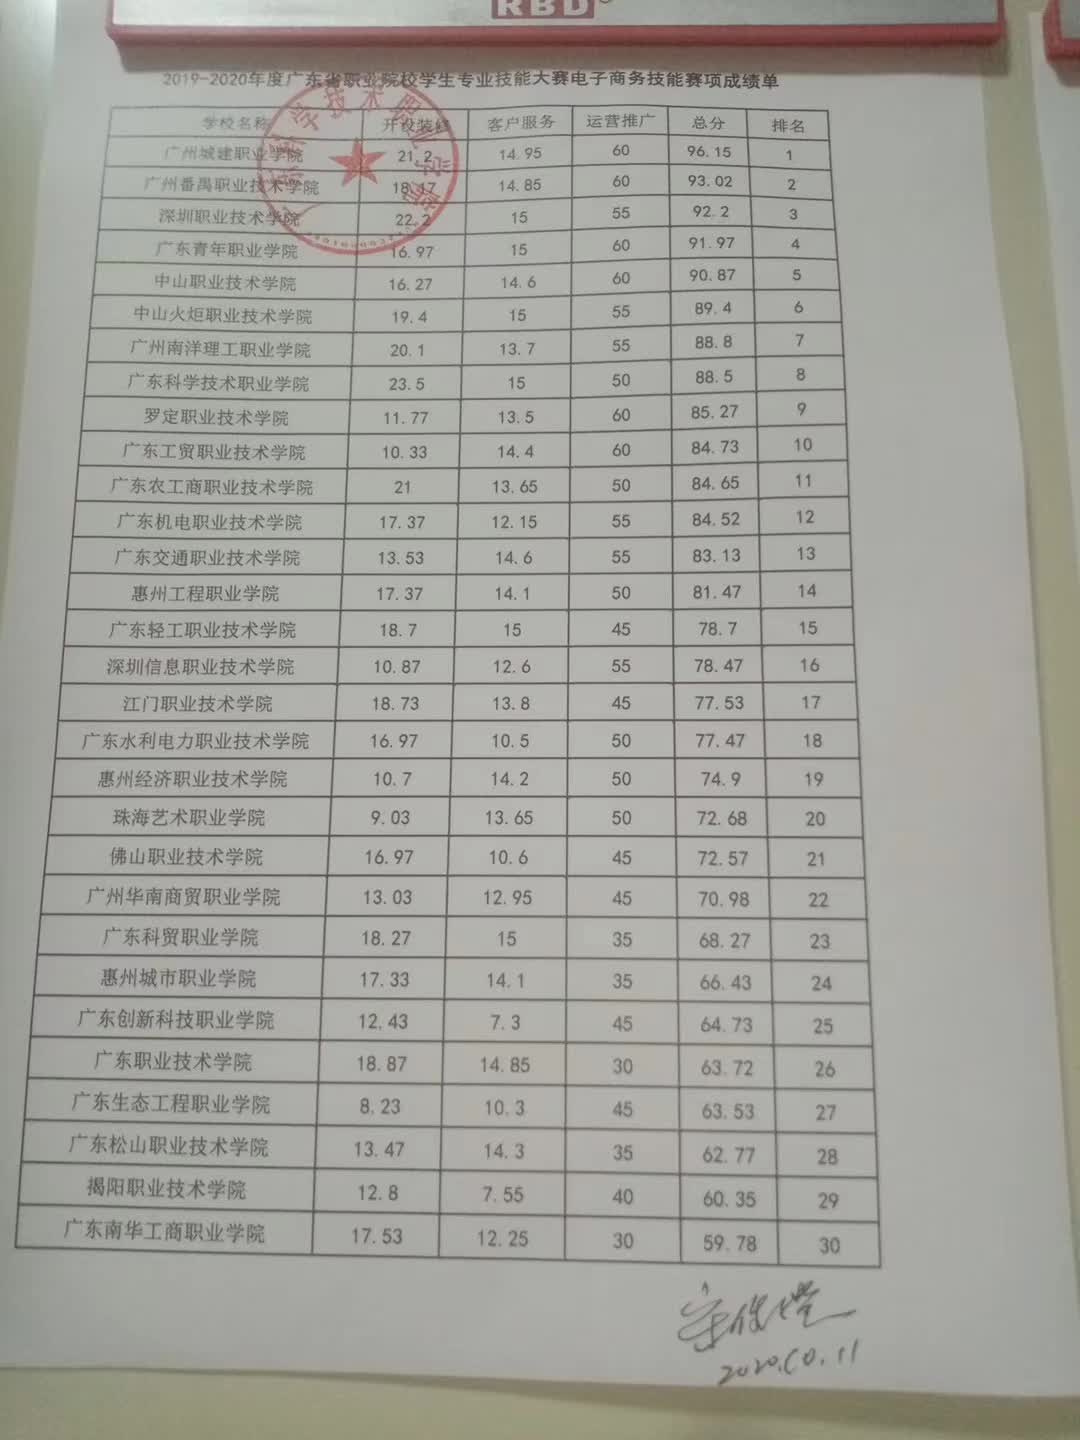 RBD
2019-2020年度广东省职业院校学生专业技能大赛电子商务技能赛项成绩单
学校名称 开设装修 客户服务 运营推广 总分 排名
广州城建职业学院 21.2 14.95 60 96.15 1
广州番禺职业技术学院 18.17 14.85 60 93.02 2
深圳职业技术学院 22.2 15 55 92.2 3
广东青年职业学院 16.97 15 60 91.97 4
中山职业技术学院 16.27 14.6 60 90.87 5
中山火炬职业技术学院 19.4 15 55 89.4 6
广州南洋理工职业学院 20.1 13.7 55 88.8 7
广东科学技术职业学院 23.5 15 50 88.5 8
罗定职业技术学院 11.77 13.5 60 85.27 9
广东工贸职业技术学院 10.33 14.4 60 84.73 10
广东农工商职业技术学院 21 13.65 50 84.65 11
广东机电职业技术学院 17.37 12.15 55 84.52 12
广东交通职业技术学院 13.53 14.6 55 83.13 13
惠州工程职业学院 17.37 14.1 50 81.47 14
广东轻工职业技术学院 18.7 15 45 78.7 15
深圳信息职业技术学院 10.87 12.6 55 78.47 16
江门职业技术学院 18.73 13.8 45 77.53 17
广东水利电力职业技术学院 16.97 10.5 50 77.47 18
惠州经济职业技术学院 10.7 14.2 50 74.9 19
珠海艺术职业学院 9.03 13.65 50 72.68 20
佛山职业技术学院 16.97 10.6 45 72.57 21
广州华南商贸职业学院 13.03 12.95 45 70.98 22
广东科贸职业学院 18.27 15 35 68.27 23
惠州城市职业学院 17.33 14.1 35 66.43 24
广东创新科技职业学院 12.43 7.3 45 64.73 25
广东职业技术学院 18.87 14.85 30 63.72 26
广东生态工程职业学院 8.23 10.3 45 63.53 27
广东松山职业技术学院 13.47 14.3 35 62.77 28
揭阳职业技术学院 12.8 7.55 40 60.35 29
广东南华工商职业学院 17.53 12.25 30 59.78 30
2020.10.11